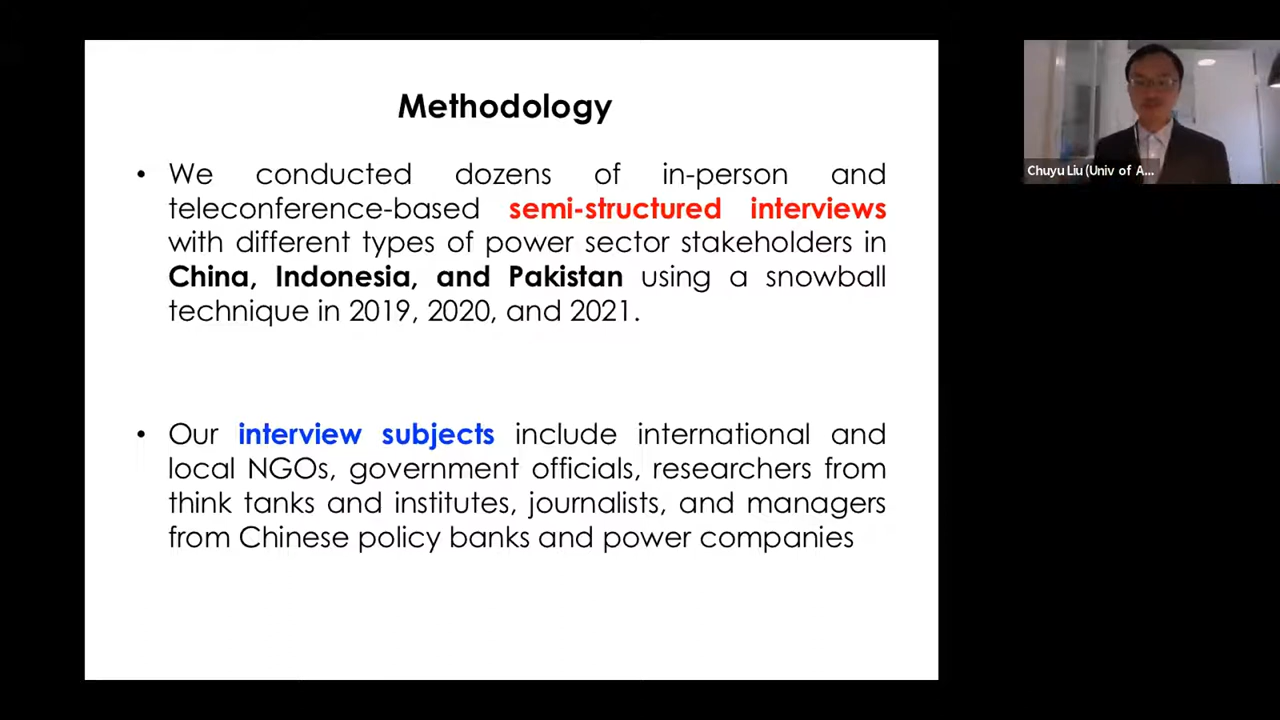 Methodology
• We conducted dozens of in-person and
teleconference-based semi-structured interviews
with different types of power sector stakeholders in
China, Indonesia, and Pakistan using a snowball
technique in 2019, 2020, and 2021.
• Our interview subjects include international and
local NGOs, government officials, researchers from
think tanks and institutes, journalists, and managers
from Chinese policy banks and power companies
Chuyu Liu (Univ of A...